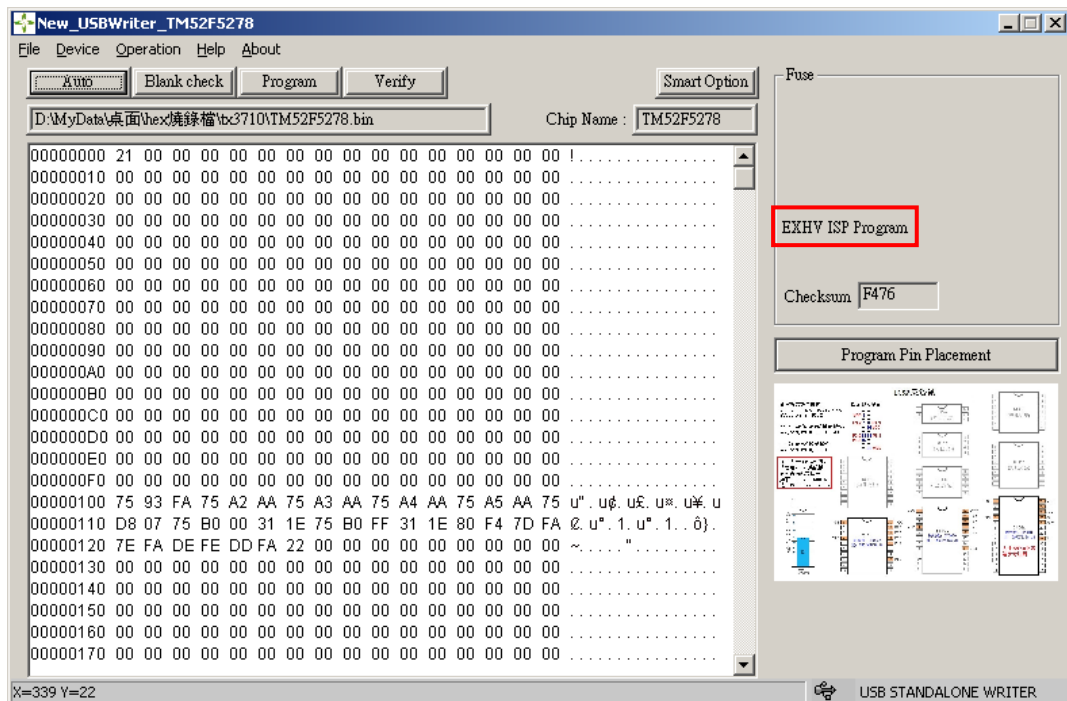 New_USBWriter_TM52F5278
File Device Operation Help About
Auto Blank check Program Verify Smart Option
D:\MyData\桌面\hex燒錄檔\tx3710\TM52F5278.bin Chip Name : TM52F5278
00000000 21 00 00 00 00 00 00 00 00 00 00 00 00 00 00 00 !...............
00000010 00 00 00 00 00 00 00 00 00 00 00 00 00 00 00 00 ................
00000020 00 00 00 00 00 00 00 00 00 00 00 00 00 00 00 00 ................
00000030 00 00 00 00 00 00 00 00 00 00 00 00 00 00 00 00 ................
00000040 00 00 00 00 00 00 00 00 00 00 00 00 00 00 00 00 ................
00000050 00 00 00 00 00 00 00 00 00 00 00 00 00 00 00 00 ................
00000060 00 00 00 00 00 00 00 00 00 00 00 00 00 00 00 00 ................
00000070 00 00 00 00 00 00 00 00 00 00 00 00 00 00 00 00 ................
00000080 00 00 00 00 00 00 00 00 00 00 00 00 00 00 00 00 ................
00000090 00 00 00 00 00 00 00 00 00 00 00 00 00 00 00 00 ................
000000A0 00 00 00 00 00 00 00 00 00 00 00 00 00 00 00 00 ................
000000B0 00 00 00 00 00 00 00 00 00 00 00 00 00 00 00 00 ................
000000C0 00 00 00 00 00 00 00 00 00 00 00 00 00 00 00 00 ................
000000D0 00 00 00 00 00 00 00 00 00 00 00 00 00 00 00 00 ................
000000E0 00 00 00 00 00 00 00 00 00 00 00 00 00 00 00 00 ................
000000F0 00 00 00 00 00 00 00 00 00 00 00 00 00 00 00 00 ................
00000100 75 93 FA 75 A2 AA 75 A3 AA 75 A4 AA 75 A5 AA 75 u". u¢. u£. u¤. u¥. u
00000110 D8 07 75 B0 00 31 1E 75 B0 FF 31 1E 80 F4 7D FA Ø. u°. 1. u°. 1. . ô}.
00000120 7E FA DE FE DD FA 22 00 00 00 00 00 00 00 00 00 ~.....".........
00000130 00 00 00 00 00 00 00 00 00 00 00 00 00 00 00 00 ................
00000140 00 00 00 00 00 00 00 00 00 00 00 00 00 00 00 00 ................
00000150 00 00 00 00 00 00 00 00 00 00 00 00 00 00 00 00 ................
00000160 00 00 00 00 00 00 00 00 00 00 00 00 00 00 00 00 ................
00000170 00 00 00 00 00 00 00 00 00 00 00 00 00 00 00 00 ................
Fuse
EXHV ISP Program
Checksum F476
Program Pin Placement
X=339 Y=22 USB STANDALONE WRITER